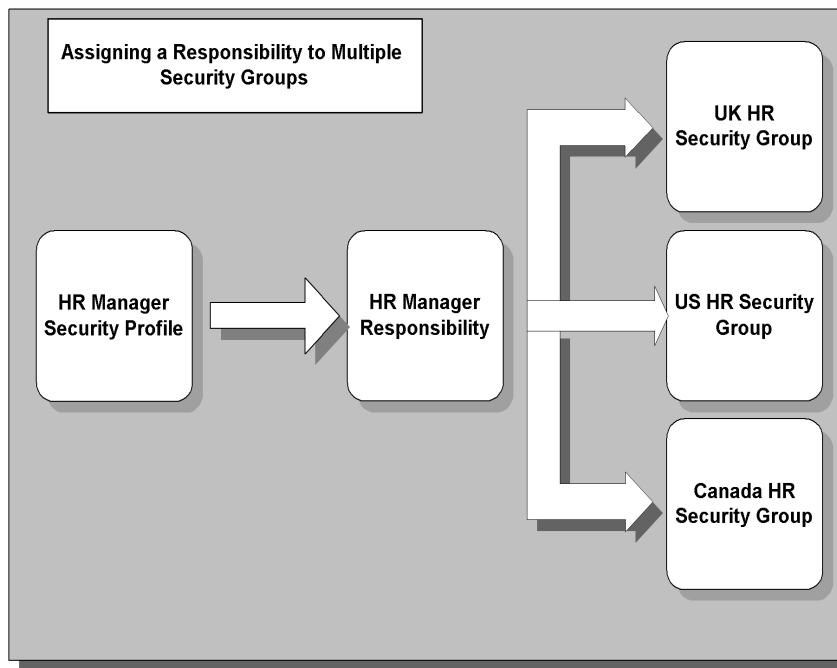 Assigning a Responsibility to Multiple
Security Groups
HR Manager
Security Profile
HR Manager
Responsibility
UK HR
Security Group
US HR Security
Group
Canada HR
Security Group